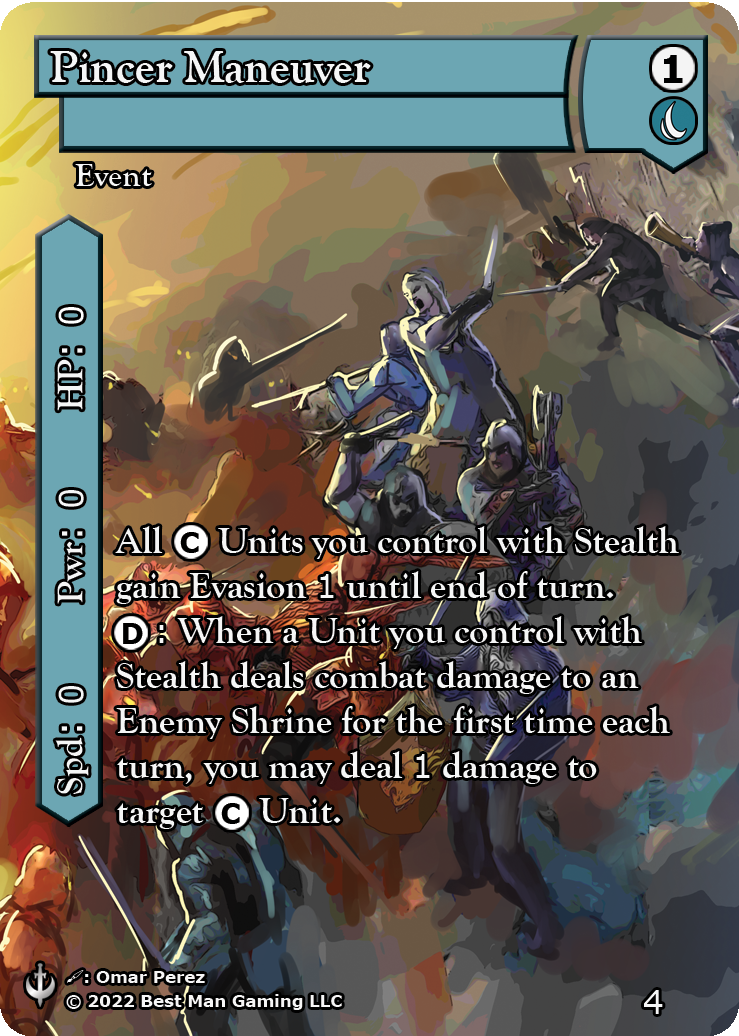 Pincer Maneuver
1
Event
HP: 0
Pwr: 0
Spd: 0
All C Units you control with Stealth
gain Evasion 1 until end of turn.
D : When a Unit you control with
Stealth deals combat damage to an
Enemy Shrine for the first time each
turn, you may deal 1 damage to
target C Unit.
: Omar Perez
© 2022 Best Man Gaming LLC
4